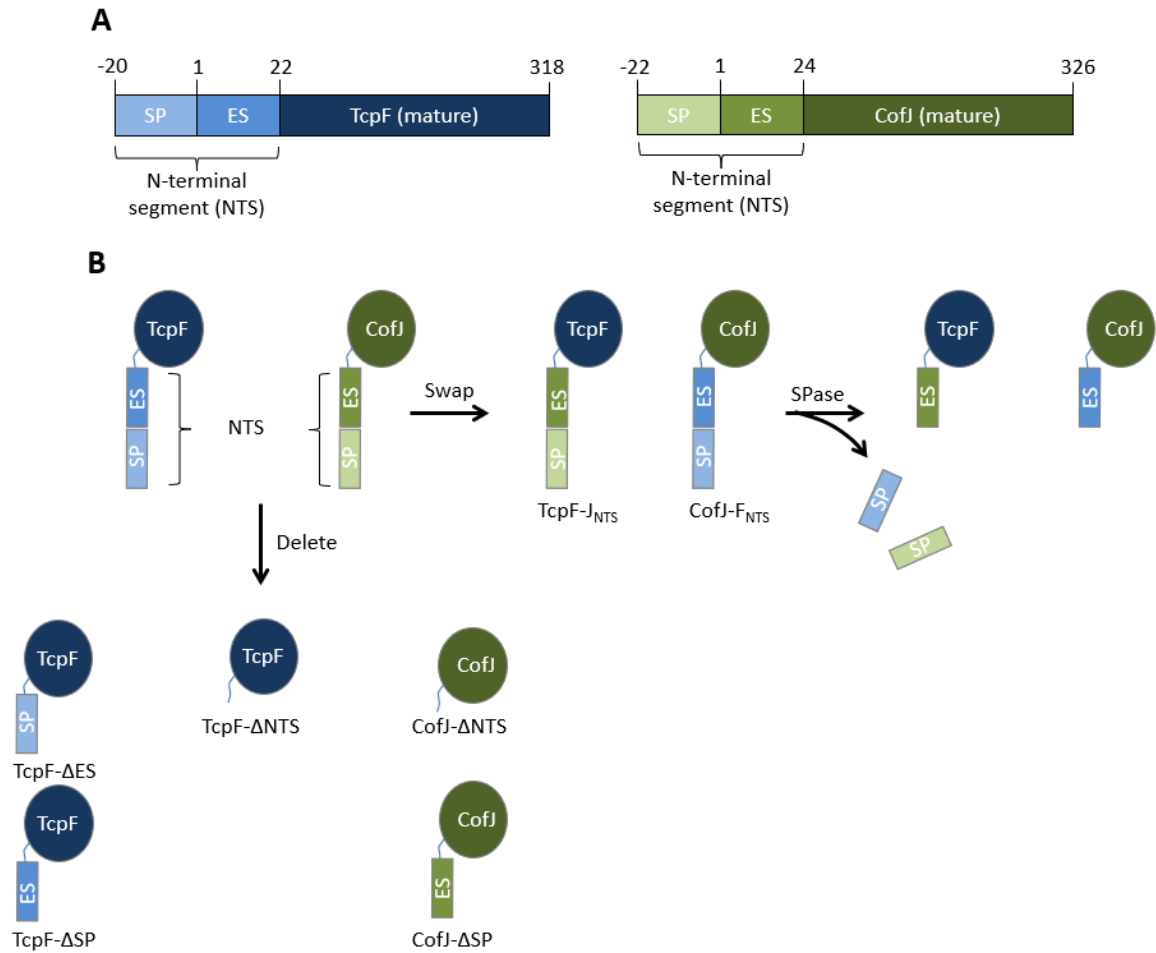 A
-20 1 22 318
SP ES TcpF (mature)
N-terminal
segment (NTS)
-22 1 24 326
SP ES CofJ (mature)
N-terminal
segment (NTS)
B
TcpF
ES
SP
NTS
CofJ
ES
SP
Swap
TcpF
ES
SP
TcpF-J_NTS
CofJ
ES
SP
CofJ-F_NTS
SPase
TcpF
ES
CofJ
ES
SP
SP
Delete
TcpF
SP
TcpF-ΔES
TcpF
TcpF-ΔNTS
CofJ
CofJ-ΔNTS
TcpF
ES
TcpF-ΔSP
CofJ
ES
CofJ-ΔSP